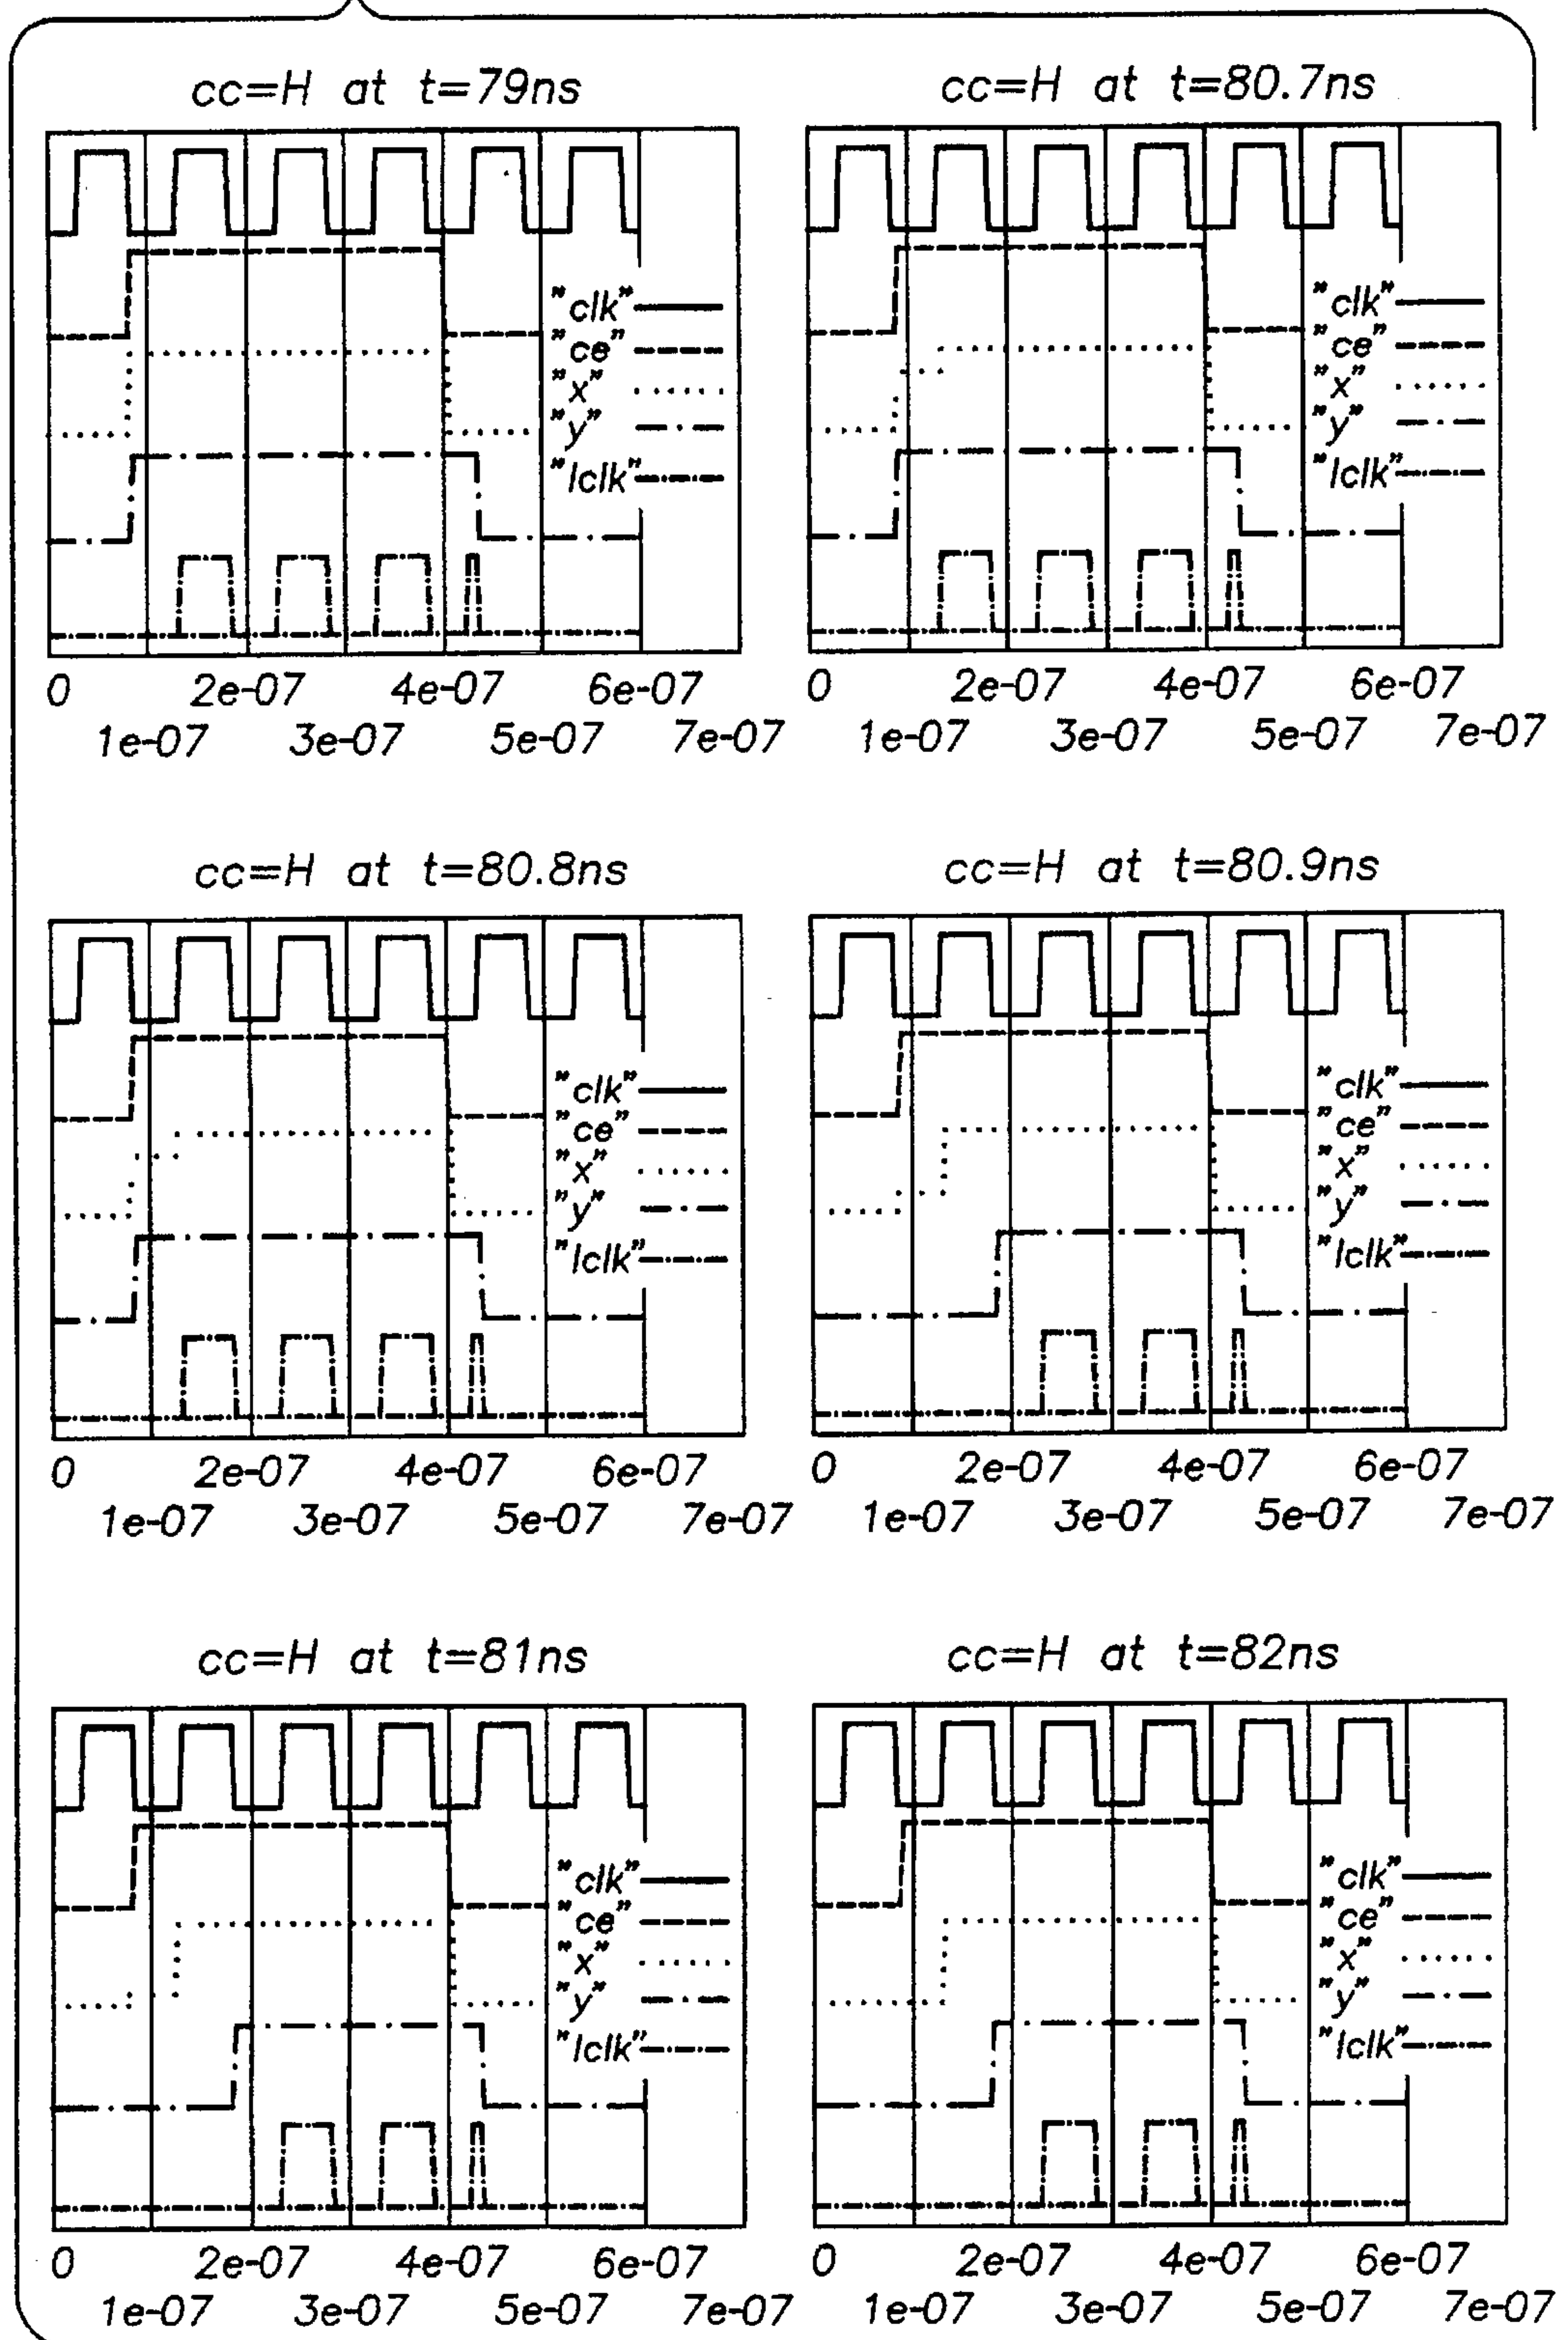 cc=H at t=79ns
"clk"
"ce"
"x"
"y"
"lclk"
0 2e-07 4e-07 6e-07
1e-07 3e-07 5e-07 7e-07
cc=H at t=80.7ns
"clk"
"ce"
"x"
"y"
"lclk"
0 2e-07 4e-07 6e-07
1e-07 3e-07 5e-07 7e-07
cc=H at t=80.8ns
"clk"
"ce"
"x"
"y"
"lclk"
0 2e-07 4e-07 6e-07
1e-07 3e-07 5e-07 7e-07
cc=H at t=80.9ns
"clk"
"ce"
"x"
"y"
"lclk"
0 2e-07 4e-07 6e-07
1e-07 3e-07 5e-07 7e-07
cc=H at t=81ns
"clk"
"ce"
"x"
"y"
"lclk"
0 2e-07 4e-07 6e-07
1e-07 3e-07 5e-07 7e-07
cc=H at t=82ns
"clk"
"ce"
"x"
"y"
"lclk"
0 2e-07 4e-07 6e-07
1e-07 3e-07 5e-07 7e-07